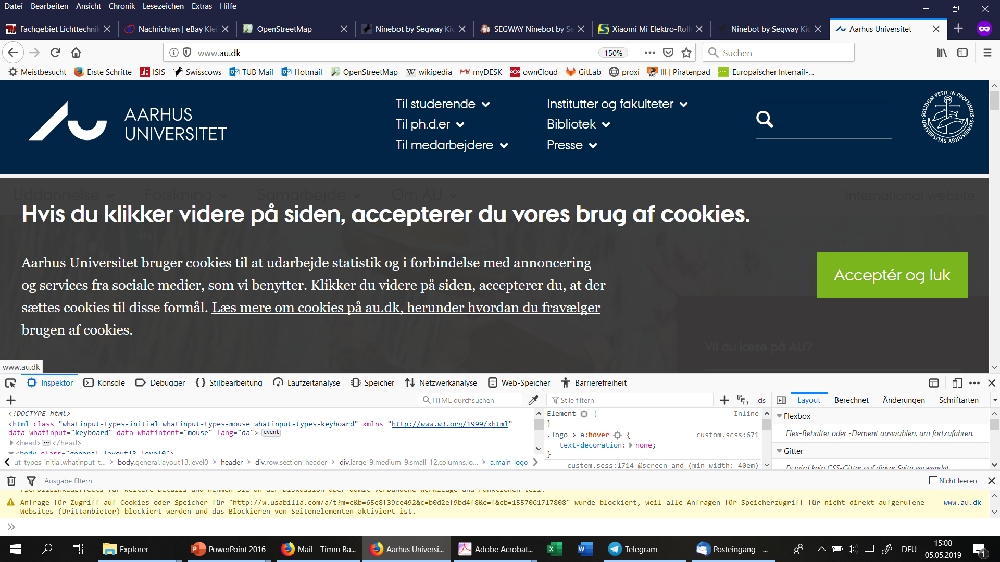 Datei Bearbeiten Ansicht Chronik Lesezeichen Extras Hilfe
Fachgebiet Lichttechnik Nachrichten | eBay Klei OpenStreetMap Ninebot by Segway Kic SEGWAY Ninebot by Se Xiaomi Mi Elektro-Rolle Ninebot by Segway Kic Aarhus Universitet
www.au.dk 150% Suchen
Meistbesucht Erste Schritte ISIS Swisscows TUB Mail Hotmail OpenStreetMap wikipedia myDESK ownCloud GitLab proxi III | Piratenpad Europäischer Interrail-...
AARHUS
UNIVERSITET
Til studerende
Til ph.d.er
Til medarbejdere
Institutter og fakulteter
Bibliotek
Presse
SOLIDUM PETIT IN PROFUNDIS UNIVERSITAS ARHUSIENSIS
Uddannelse Forskning Samarbejde Om AU International website
Hvis du klikker videre på siden, accepterer du vores brug af cookies.
Aarhus Universitet bruger cookies til at udarbejde statistik og i forbindelse med annoncering
og services fra sociale medier, som vi benytter. Klikker du videre på siden, accepterer du, at der
sættes cookies til disse formål. Læs mere om cookies på au.dk, herunder hvordan du fravælger
brugen af cookies.
Acceptér og luk
Vil du læse på AU?
www.au.dk
Inspektor Konsole Debugger Stilbearbeitung Laufzeitanalyse Speicher Netzwerkanalyse Web-Speicher Barrierefreiheit
HTML durchsuchen
<!DOCTYPE html>
<html class="whatinput-types-initial whatinput-types-mouse whatinput-types-keyboard" xmlns="http://www.w3.org/1999/xhtml"
data-whatinput="keyboard" data-whatintent="mouse" lang="da"> event
<head>...</head>
<body class="general layout13 level0">
ut-types-initial.whatinput-t... body.general.layout13.level0 header div.row.section-header div.large-9.medium-9.small-12.columns.lo... a.main-logo
Stile filtern .cls
Element {
Inline
}
.logo > a:hover {
custom.scss:671
text-decoration: none;
}
custom.scss:1714 @screen and (min-width: 40em)
Layout Berechnet Änderungen Schriftarten
Flexbox
Flex-Behälter oder -Element auswählen, um fortzufahren.
Gitter
Es wird kein CSS-Gitter auf dieser Seite verwendet
Ausgabe filtern Nicht leeren
/ScrollLinkedEffects für weitere Details und nehmen Sie an der Diskussion über damit verbundene Werkzeuge und Funktionen teil.
Anfrage für Zugriff auf Cookies oder Speicher für "http://w.usabilla.com/a/t?m=c&b=65e8f39ce492&c=b0d2ef9bd4f8&e=f&cb=1557061717808" wurde blockiert, weil alle Anfragen für Speicherzugriff für nicht direkt aufgerufene www.au.dk
Websites (Drittanbieter) blockiert werden und das Blockieren von Seitenelementen aktiviert ist.
Explorer PowerPoint 2016 Mail - Timm Ba... Aarhus Universi... Adobe Acrobat... Telegram Posteingang - ... DEU
15:08
05.05.2019
1